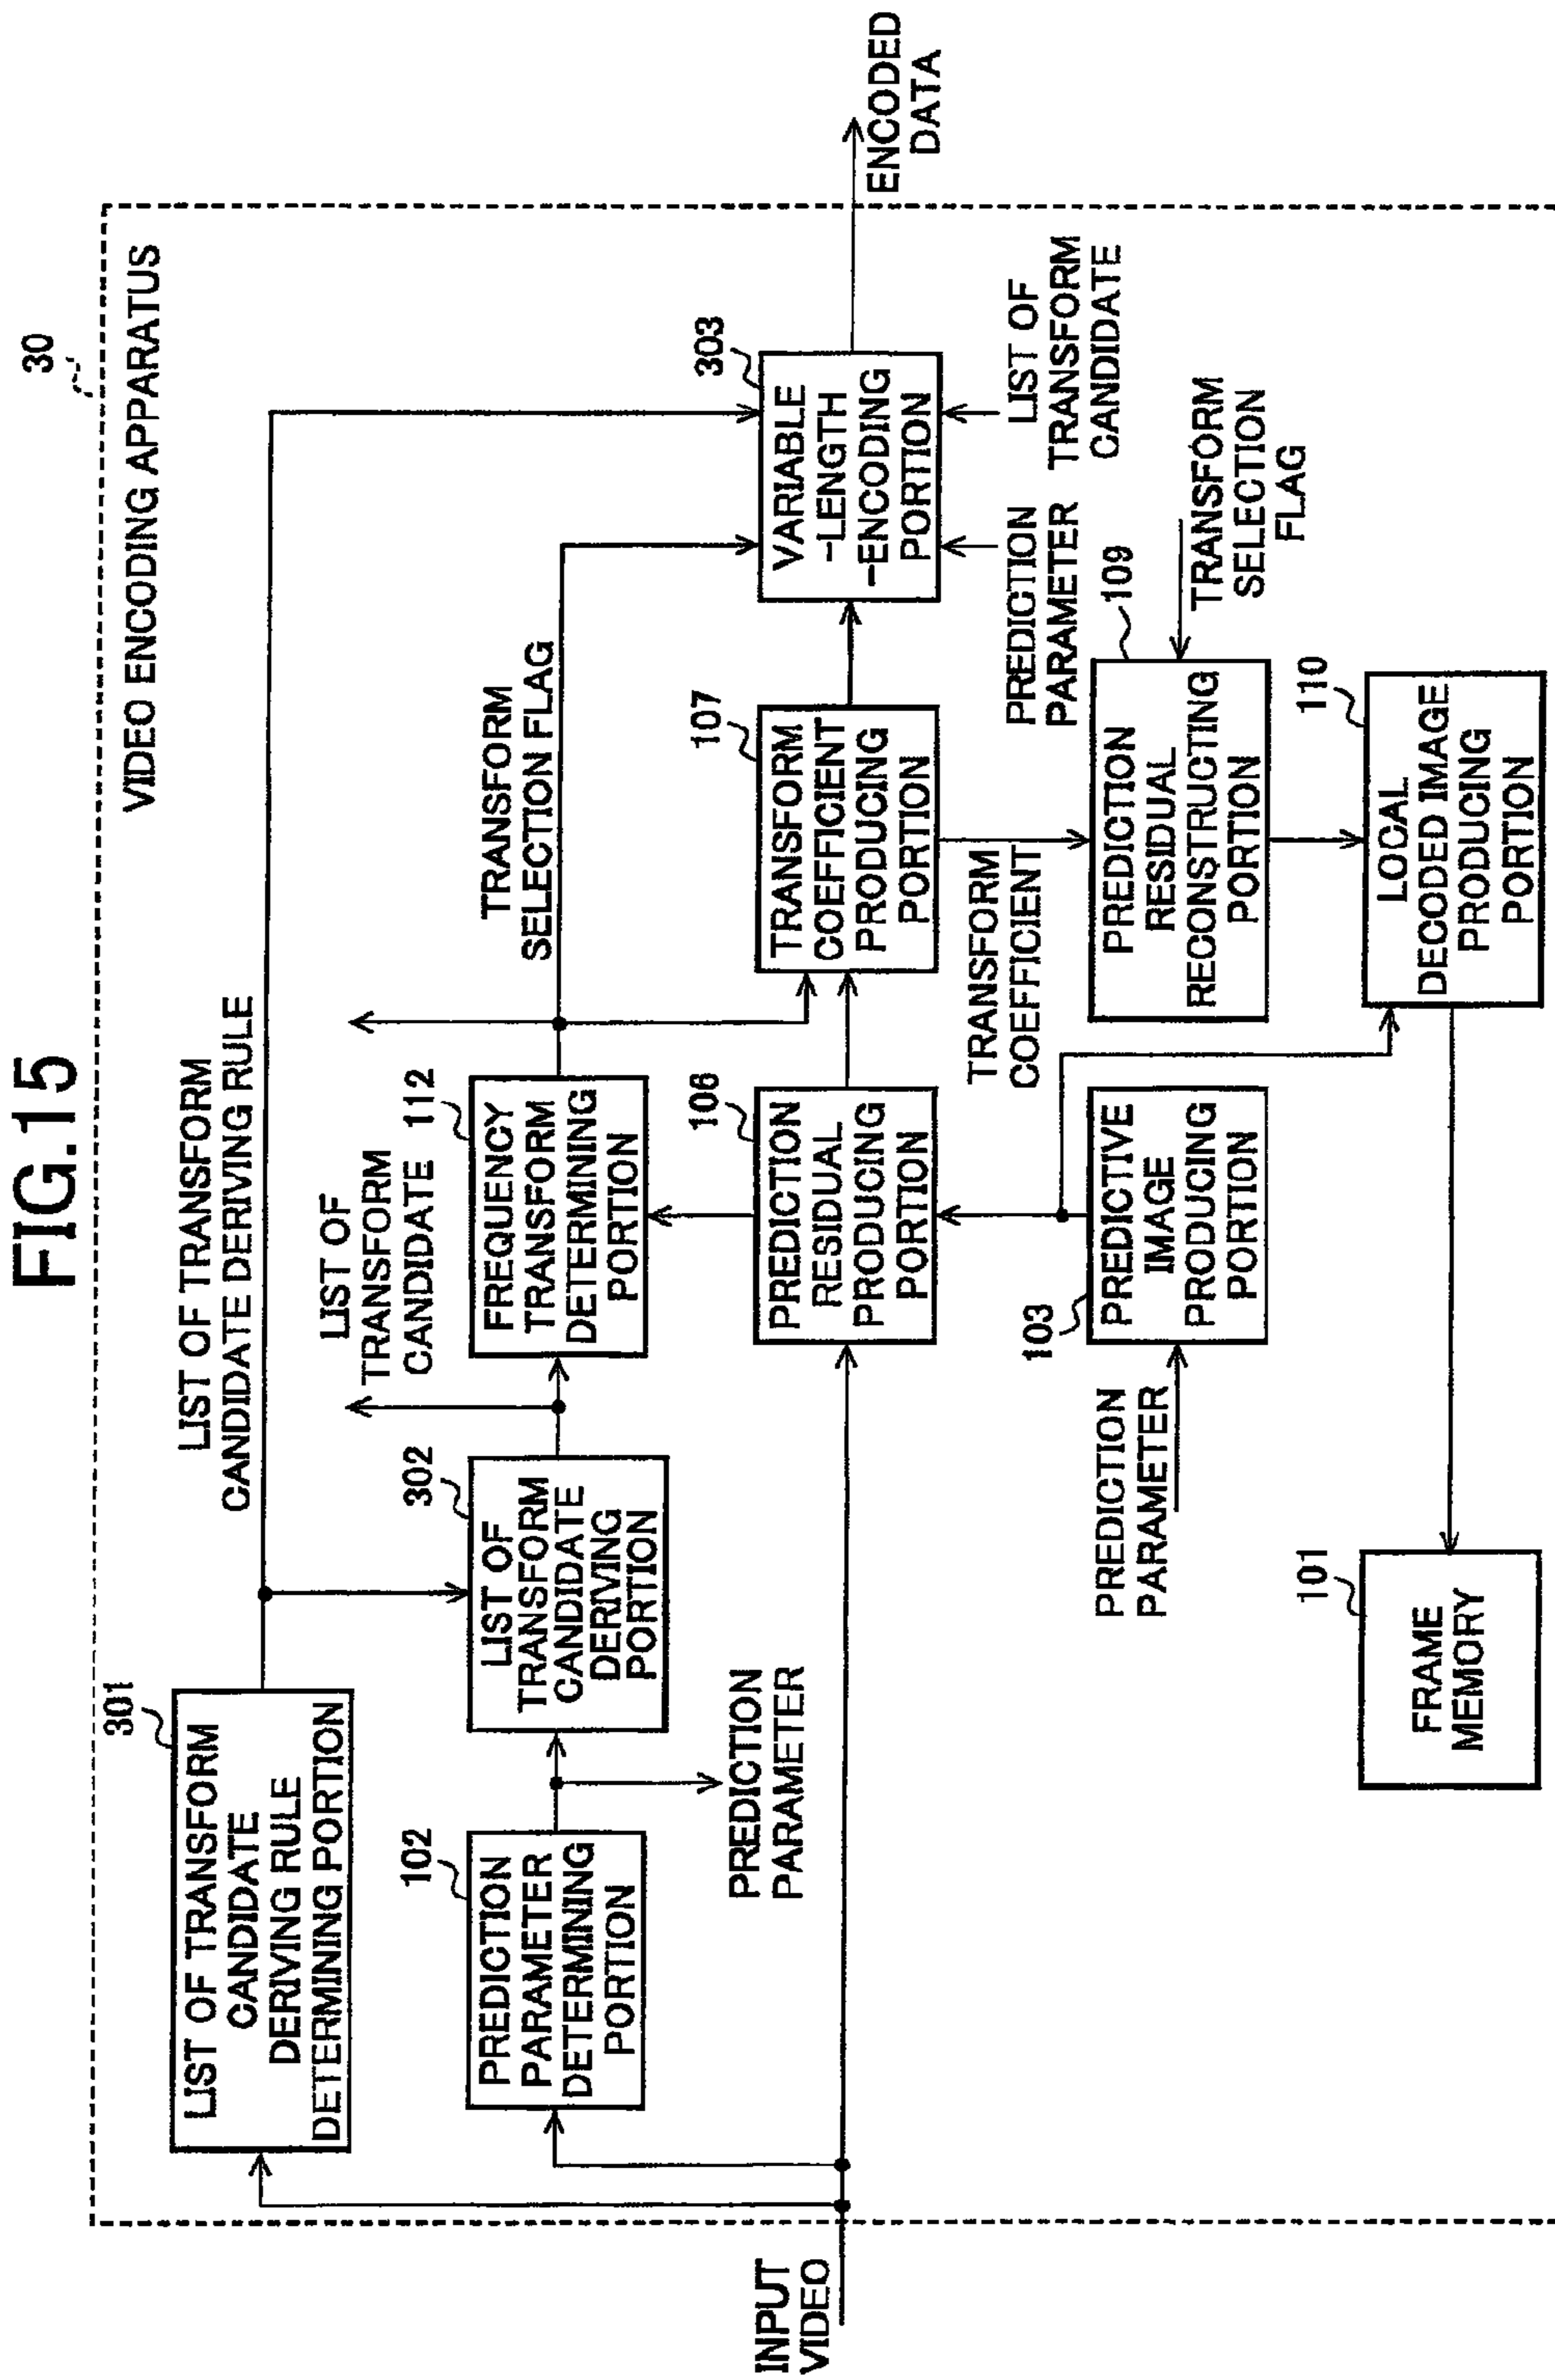 FIG.15
30
VIDEO ENCODING APPARATUS
LIST OF TRANSFORM
CANDIDATE DERIVING RULE
301
LIST OF TRANSFORM
CANDIDATE
DERIVING RULE
DETERMINING PORTION
LIST OF
TRANSFORM
CANDIDATE
TRANSFORM
SELECTION FLAG
102
PREDICTION
PARAMETER
DETERMINING
PORTION
302
LIST OF
TRANSFORM
CANDIDATE
DERIVING
PORTION
112
FREQUENCY
TRANSFORM
DETERMINING
PORTION
PREDICTION
PARAMETER
INPUT
VIDEO
106
PREDICTION
RESIDUAL
PRODUCING
PORTION
107
TRANSFORM
COEFFICIENT
PRODUCING
PORTION
303
VARIABLE
-LENGTH
-ENCODING
PORTION
ENCODED
DATA
TRANSFORM
COEFFICIENT
PREDICTION
PARAMETER
LIST OF
TRANSFORM
CANDIDATE
PREDICTION
PARAMETER
103
PREDICTIVE
IMAGE
PRODUCING
PORTION
109
PREDICTION
RESIDUAL
RECONSTRUCTING
PORTION
TRANSFORM
SELECTION
FLAG
101
FRAME
MEMORY
110
LOCAL
DECODED IMAGE
PRODUCING
PORTION